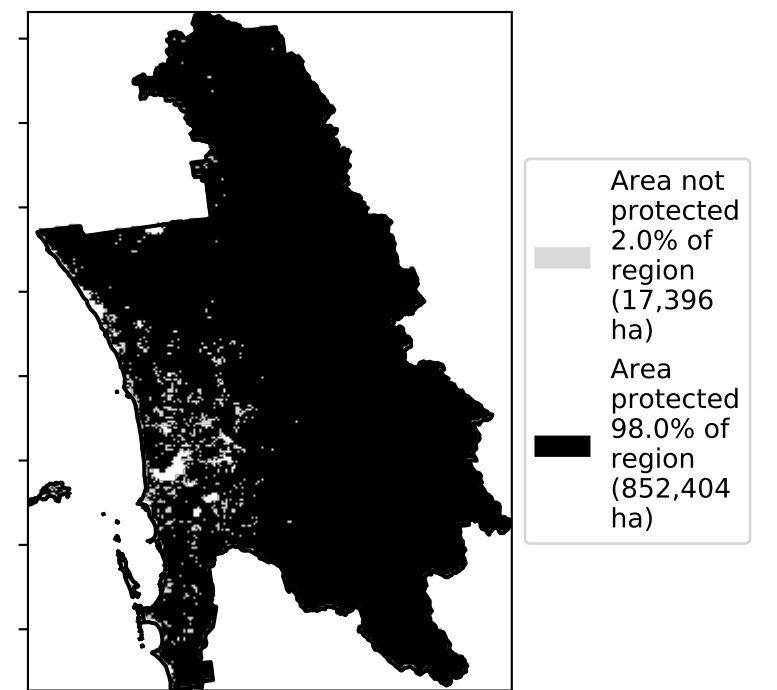 Area not
protected
2.0% of
region
(17,396
ha)
Area
protected
98.0% of
region
(852,404
ha)